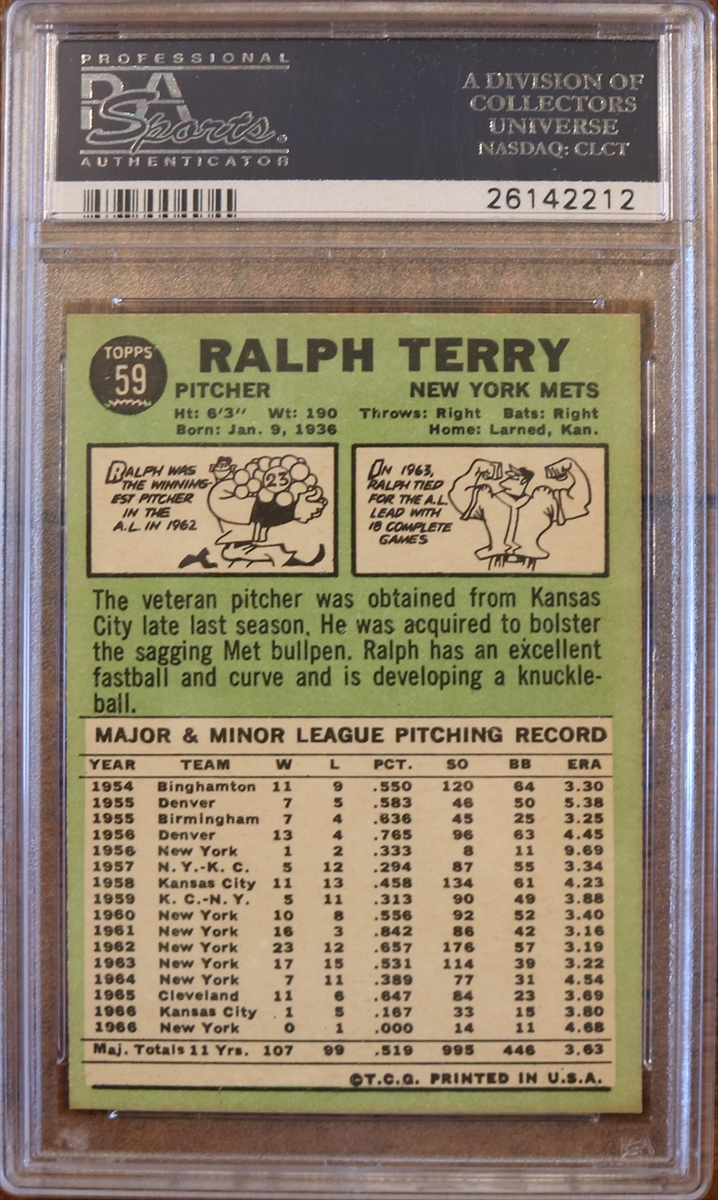 PROFESSIONAL
PSA
Sports.
AUTHENTICATOR
A DIVISION OF
COLLECTORS
UNIVERSE
NASDAQ: CLCT
26142212
TOPPS
59
RALPH TERRY
PITCHER NEW YORK METS
Ht: 6'3" Wt: 190 Throws: Right Bats: Right
Born: Jan. 9, 1936 Home: Larned, Kan.
RALPH WAS
THE WINNING-
EST PITCHER
IN THE
A.L. IN 1962
23
IN 1963,
RALPH TIED
FOR THE A.L.
LEAD WITH
18 COMPLETE
GAMES
The veteran pitcher was obtained from Kansas
City late last season. He was acquired to bolster
the sagging Met bullpen. Ralph has an excellent
fastball and curve and is developing a knuckle-
ball.
MAJOR & MINOR LEAGUE PITCHING RECORD
YEAR TEAM W L PCT. SO BB ERA
1954 Binghamton 11 9 .550 120 64 3.30
1955 Denver 7 5 .583 46 50 5.38
1955 Birmingham 7 4 .636 45 25 3.25
1956 Denver 13 4 .765 96 63 4.45
1956 New York 1 2 .333 8 11 9.69
1957 N.Y.-K.C. 5 12 .294 87 55 3.34
1958 Kansas City 11 13 .458 134 61 4.23
1959 K.C.-N.Y. 5 11 .313 90 49 3.88
1960 New York 10 8 .556 92 52 3.40
1961 New York 16 3 .842 86 42 3.16
1962 New York 23 12 .657 176 57 3.19
1963 New York 17 15 .531 114 39 3.22
1964 New York 7 11 .389 77 31 4.54
1965 Cleveland 11 6 .647 84 23 3.69
1966 Kansas City 1 5 .167 33 15 3.80
1966 New York 0 1 .000 14 11 4.68
Maj. Totals 11 Yrs. 107 99 .519 995 446 3.63
©T.C.G. PRINTED IN U.S.A.